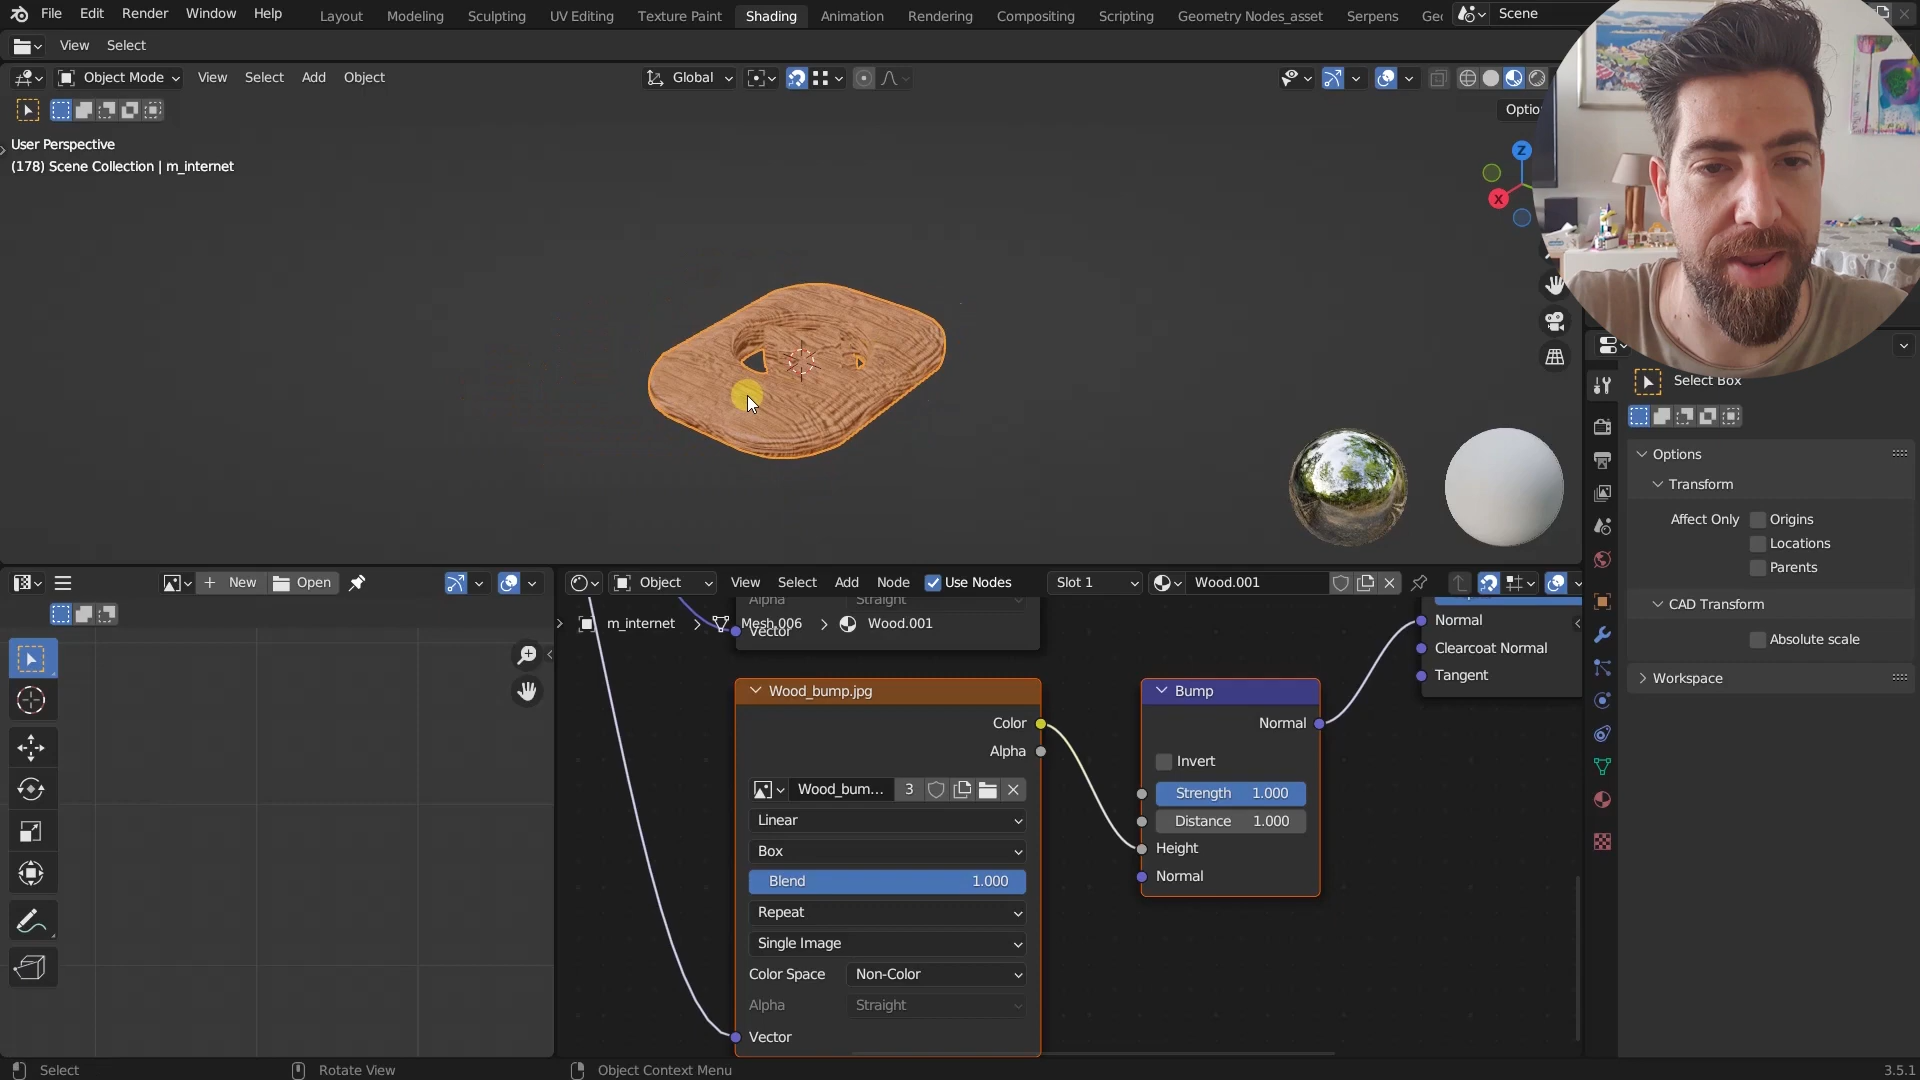 File Edit Render Window Help
Layout Modeling Sculpting UV Editing Texture Paint Shading Animation Rendering Compositing Scripting Geometry Nodes_asset Serpens Scene
View Select
Object Mode View Select Add Object Global
User Perspective
(178) Scene Collection | m_internet
Z
X
Select Box
Options
Transform
Affect Only Origins
Locations
Parents
CAD Transform
Absolute scale
Workspace
New Open
Object View Select Add Node Use Nodes Slot 1 Wood.001
Alpha Straight
m_internet Mesh.006 Wood.001
Vector
Wood_bump.jpg
Color
Alpha
Wood_bum... 3
Linear
Box
Blend 1.000
Repeat
Single Image
Color Space Non-Color
Alpha Straight
Vector
Bump
Normal
Invert
Strength 1.000
Distance 1.000
Height
Normal
Normal
Clearcoat Normal
Tangent
Select Rotate View Object Context Menu 3.5.1